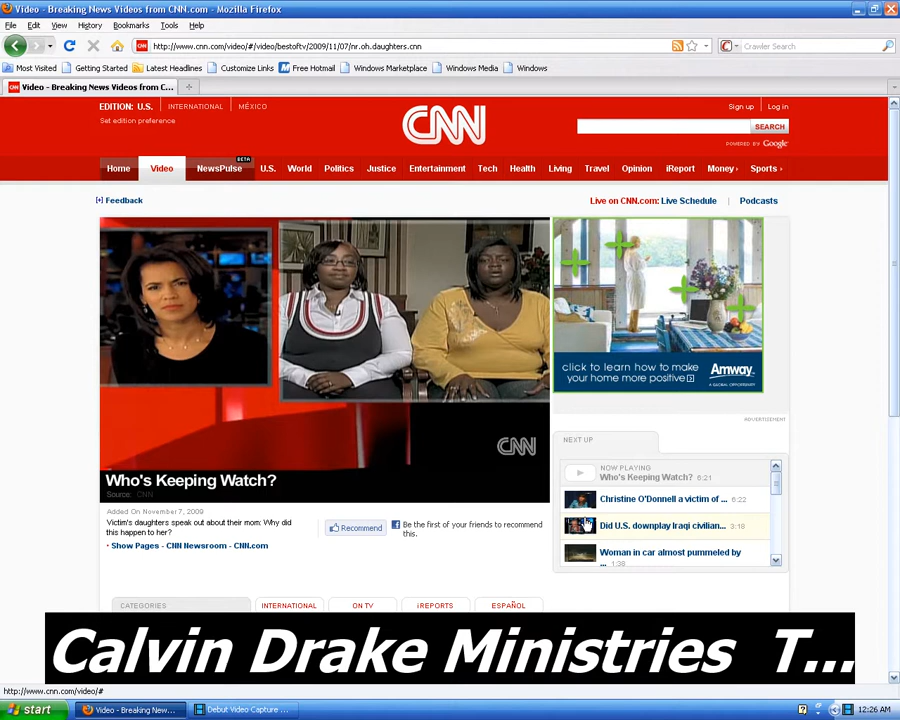 Video - Breaking News Videos from CNN.com - Mozilla Firefox
File Edit View History Bookmarks Tools Help
http://www.cnn.com/video/#/video/bestoftv/2009/11/07/nr.oh.daughters.cnn
Crawler Search
Most Visited Getting Started Latest Headlines Customize Links Free Hotmail Windows Marketplace Windows Media Windows
CNN Video - Breaking News Videos from C...
EDITION: U.S. INTERNATIONAL MÉXICO
Set edition preference
CNN
Sign up Log in
SEARCH
POWERED BY Google
Home Video NewsPulse BETA U.S. World Politics Justice Entertainment Tech Health Living Travel Opinion iReport Money Sports
[+] Feedback
Live on CNN.com: Live Schedule | Podcasts
CNN
Who's Keeping Watch?
Source: CNN
click to learn how to make
your home more positive
Amway
A GLOBAL OPPORTUNITY
ADVERTISEMENT
Added On November 7, 2009
Victim's daughters speak out about their mom: Why did
this happen to her?
• Show Pages - CNN Newsroom - CNN.com
Recommend
Be the first of your friends to recommend
this.
NEXT UP
NOW PLAYING
Who's Keeping Watch? 6:21
Christine O'Donnell a victim of ... 6:22
Did U.S. downplay Iraqi civilian... 3:18
Woman in car almost pummeled by
... 1:38
CATEGORIES INTERNATIONAL ON TV iREPORTS ESPAÑOL
Calvin Drake Ministries T...
http://www.cnn.com/video/#
start Video - Breaking New... Debut Video Capture ... 12:26 AM